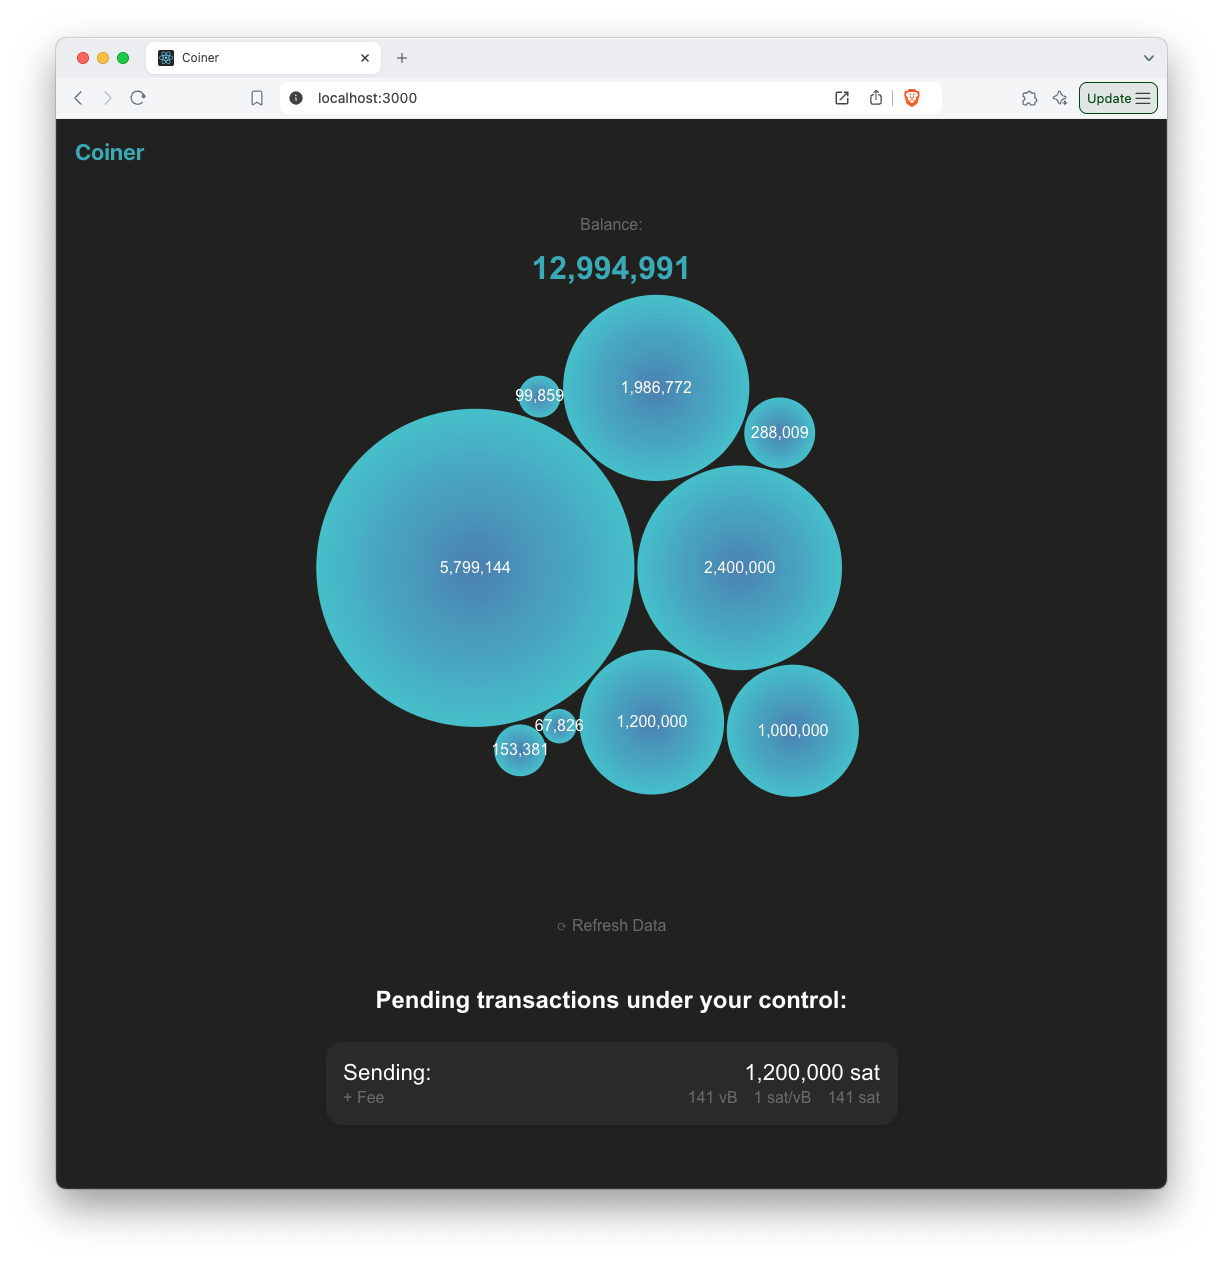 Coiner
localhost:3000
Update
Coiner
Balance:
12,994,991
1,986,772
99,859
288,009
5,799,144
2,400,000
67,826
1,200,000
1,000,000
153,381
⟳ Refresh Data
Pending transactions under your control:
Sending: 1,200,000 sat
+ Fee 141 vB 1 sat/vB 141 sat